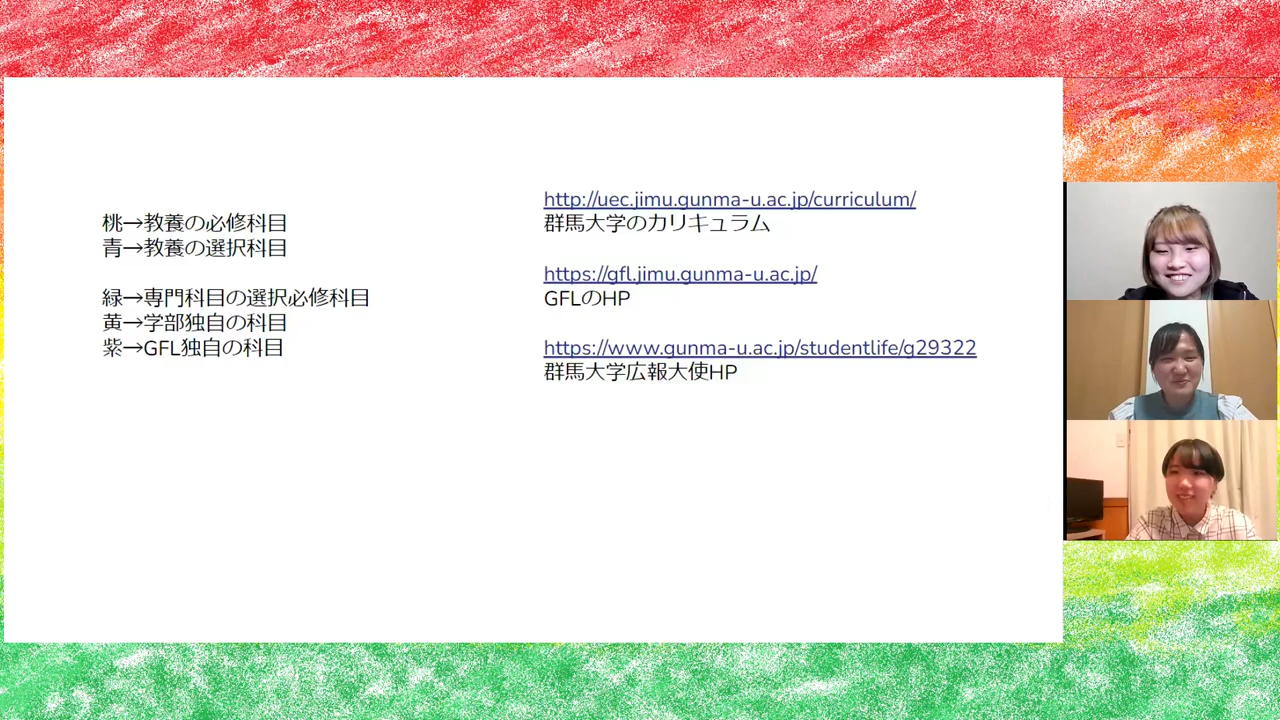 桃→教養の必修科目
青→教養の選択科目
緑→専門科目の選択必修科目
黄→学部独自の科目
紫→GFL独自の科目
http://uec.jimu.gunma-u.ac.jp/curriculum/
群馬大学のカリキュラム
https://gfl.jimu.gunma-u.ac.jp/
GFLのHP
https://www.gunma-u.ac.jp/studentlife/g29322
群馬大学広報大使HP